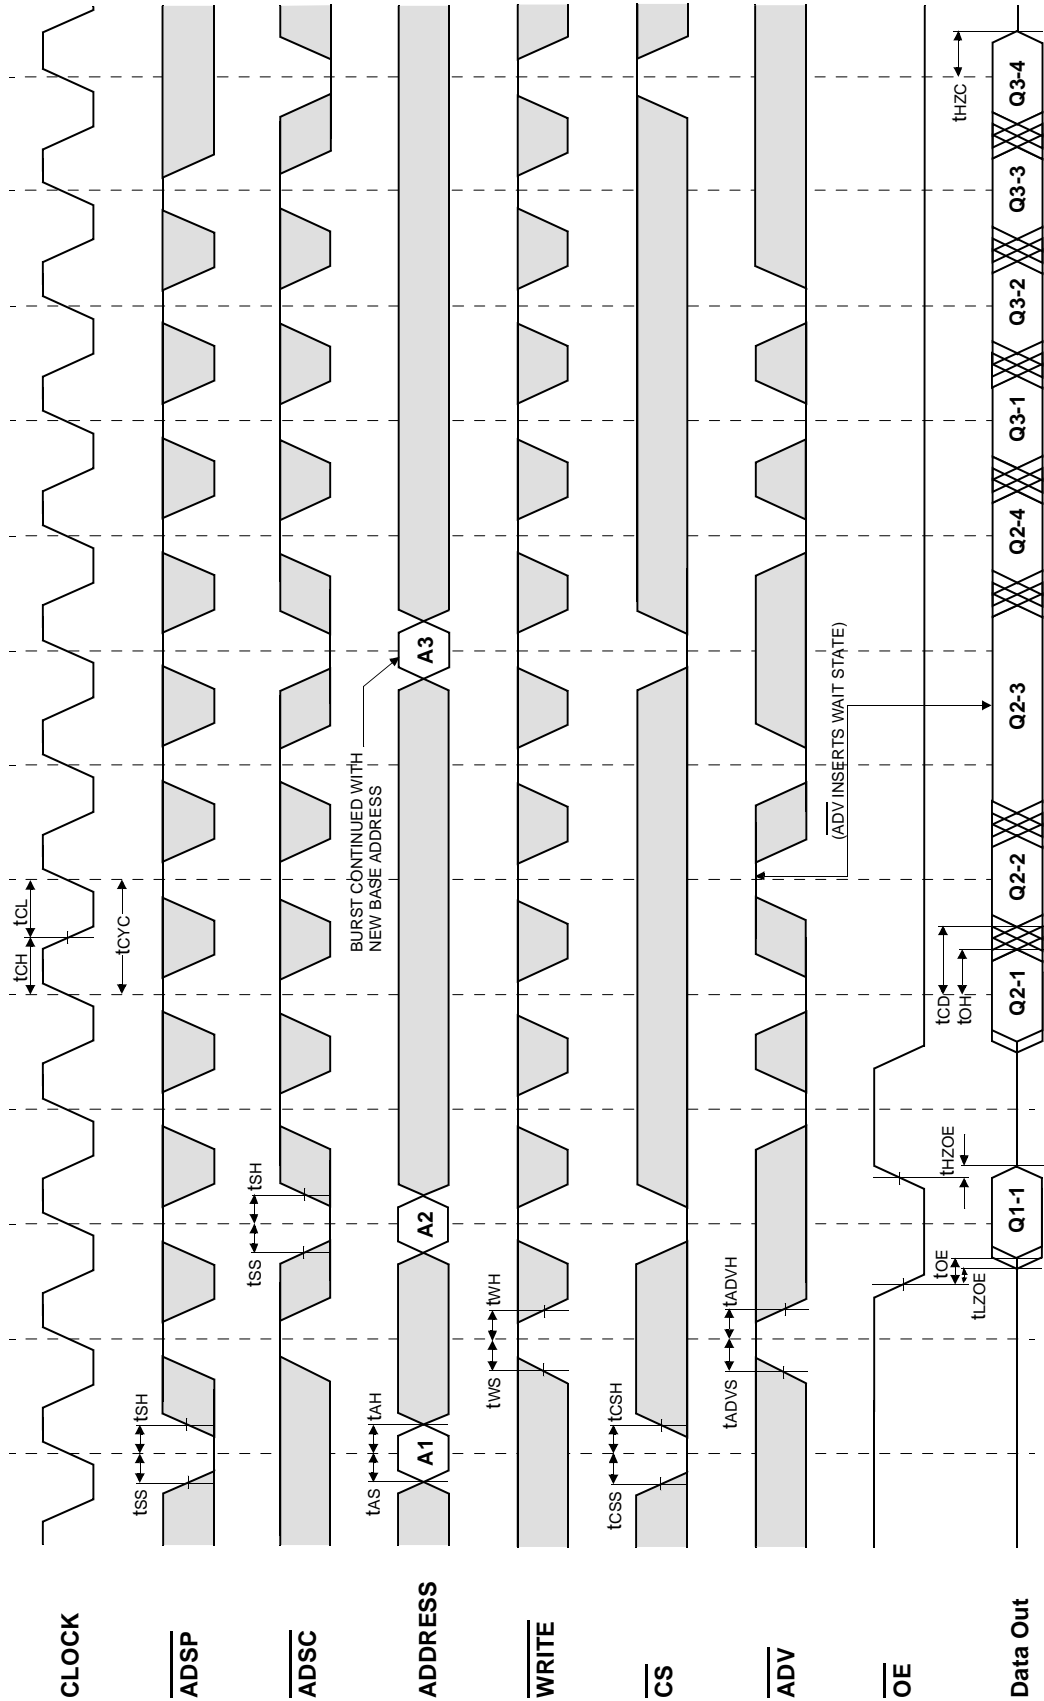 CLOCK
tCH
tCL
tCYC
ADSP
tSS
tSH
ADSC
tSS
tSH
BURST CONTINUED WITH
NEW BASE ADDRESS
ADDRESS
tAS
tAH
A1
A2
A3
WRITE
tWS
tWH
CS
tCSS
tCSH
ADV
tADVS
tADVH
(ADV INSERTS WAIT STATE)
OE
tLZOE
tOE
tHZOE
tCD
tOH
tHZC
Data Out
Q1-1
Q2-1
Q2-2
Q2-3
Q2-4
Q3-1
Q3-2
Q3-3
Q3-4